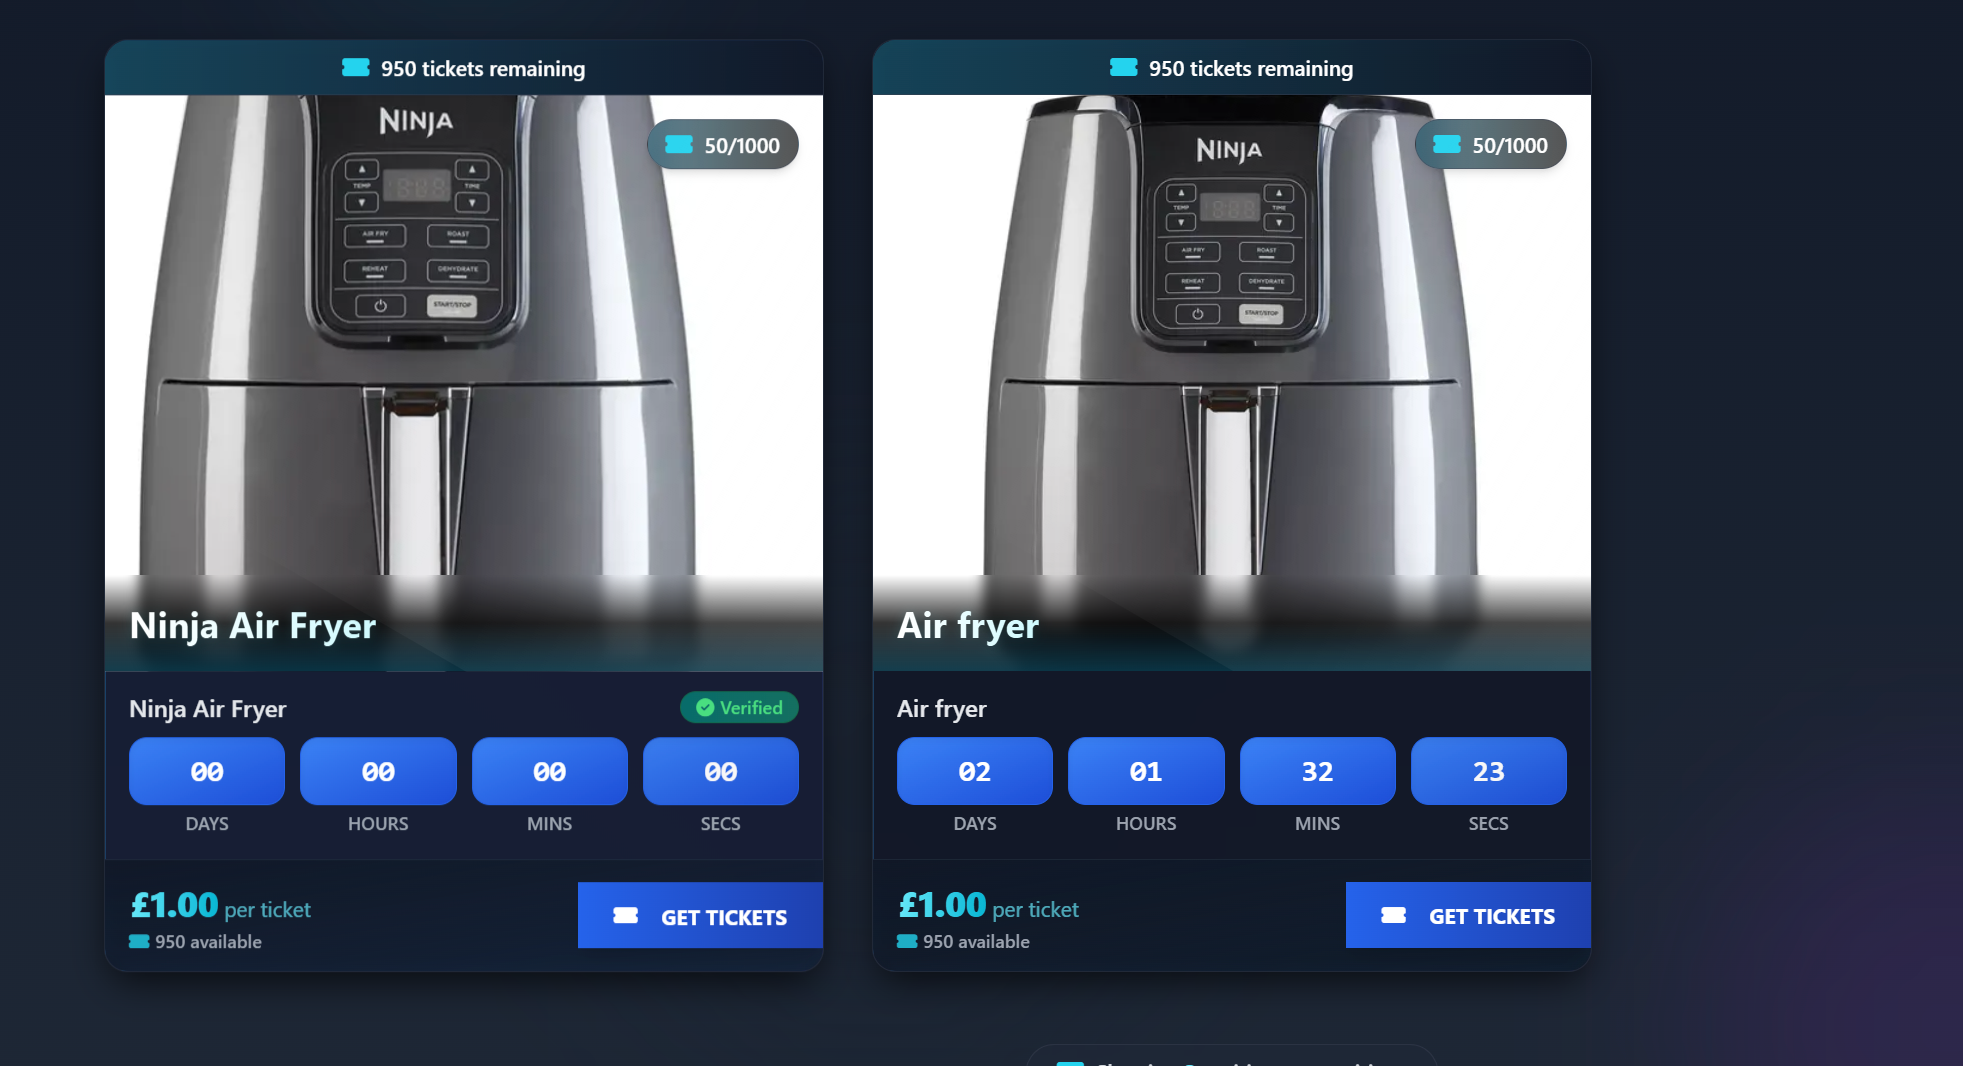 950 tickets remaining
NINJA
50/1000
TEMP
TIME
AIR FRY
ROAST
REHEAT
DEHYDRATE
START/STOP
Ninja Air Fryer
Ninja Air Fryer
Verified
00
00
00
00
DAYS
HOURS
MINS
SECS
£1.00 per ticket
950 available
GET TICKETS
950 tickets remaining
NINJA
50/1000
TEMP
TIME
AIR FRY
ROAST
REHEAT
DEHYDRATE
START/STOP
Air fryer
Air fryer
02
01
32
23
DAYS
HOURS
MINS
SECS
£1.00 per ticket
950 available
GET TICKETS